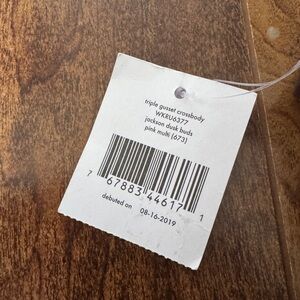 triple gusset crossbody
WKRU6377
jackson dusk buds
pink multi (673)
7 67883 44617 1
debuted on 08-16-2019